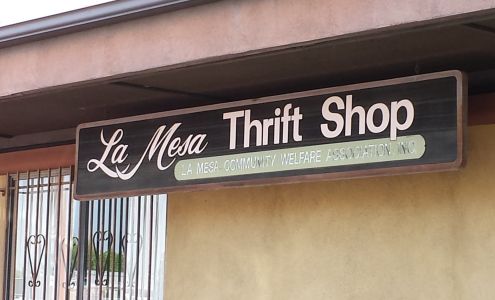 La Mesa Thrift Shop
LA MESA COMMUNITY WELFARE ASSOCIATION INC.